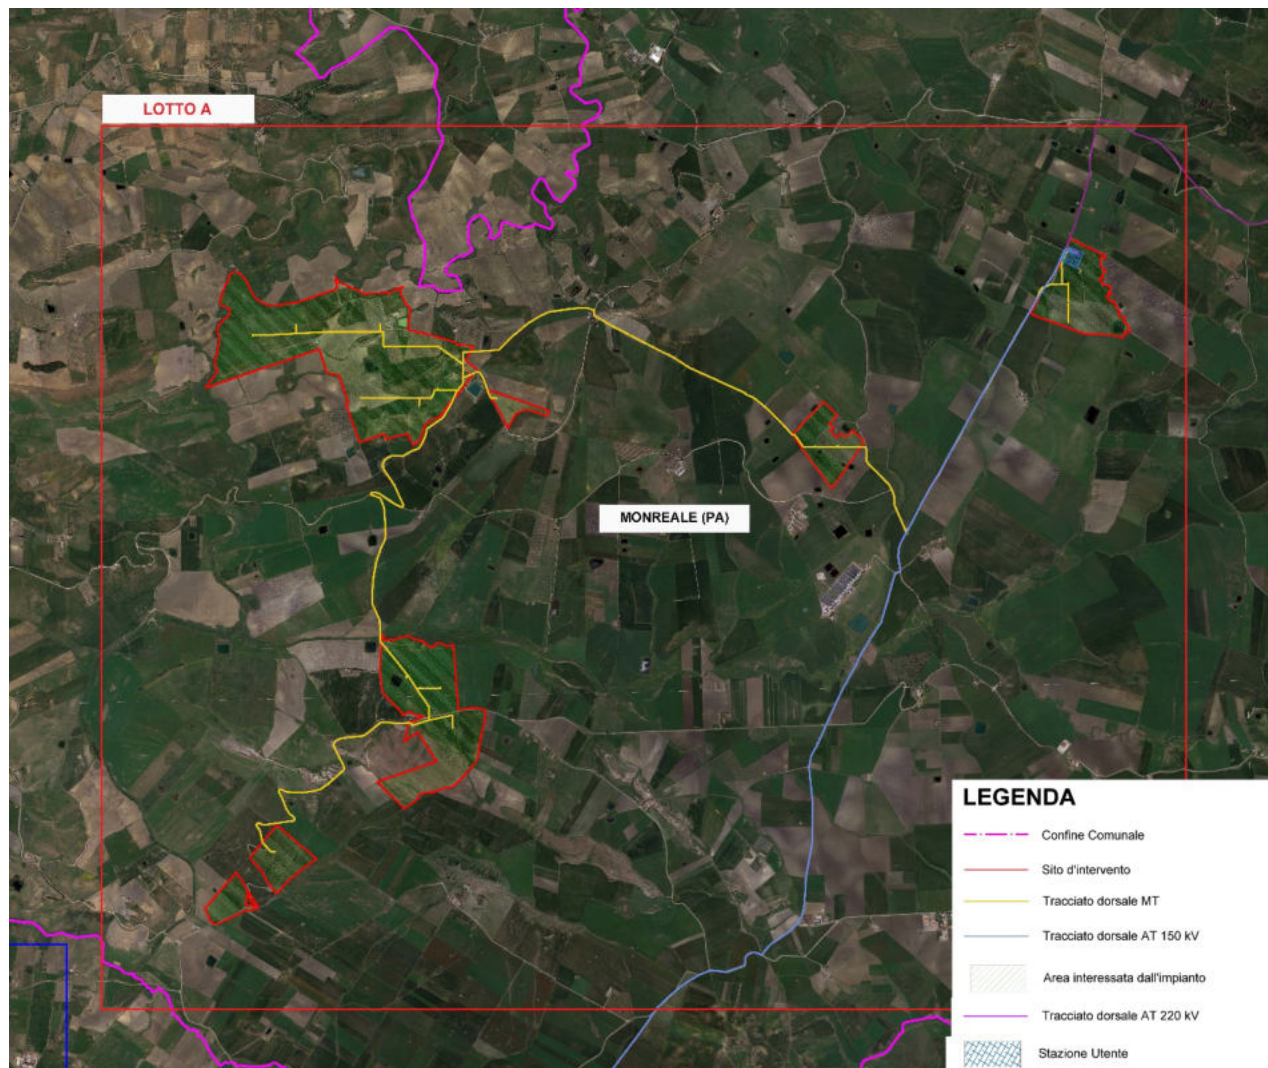 LOTTO A
MONREALE (PA)
LEGENDA
Confine Comunale
Sito d'intervento
Tracciato dorsale MT
Tracciato dorsale AT 150 kV
Area interessata dall'impianto
Tracciato dorsale AT 220 kV
Stazione Utente